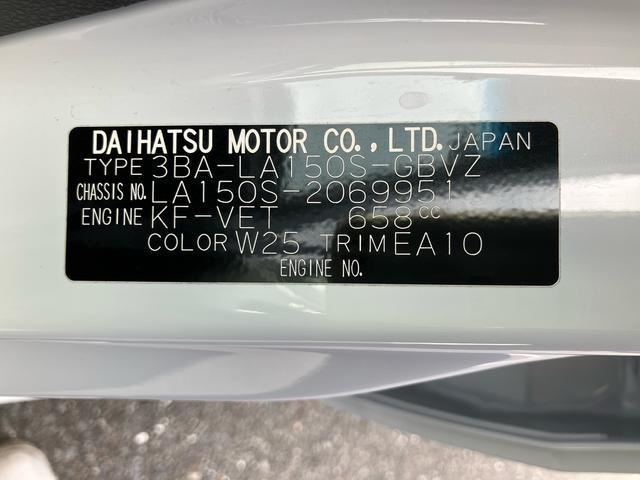 DAIHATSU MOTOR CO., LTD. JAPAN
TYPE 3BA-LA150S-GBVZ
CHASSIS NO. LA150S-2069951
ENGINE KF-VET 658cc
COLOR W25 TRIM EA10
ENGINE NO.